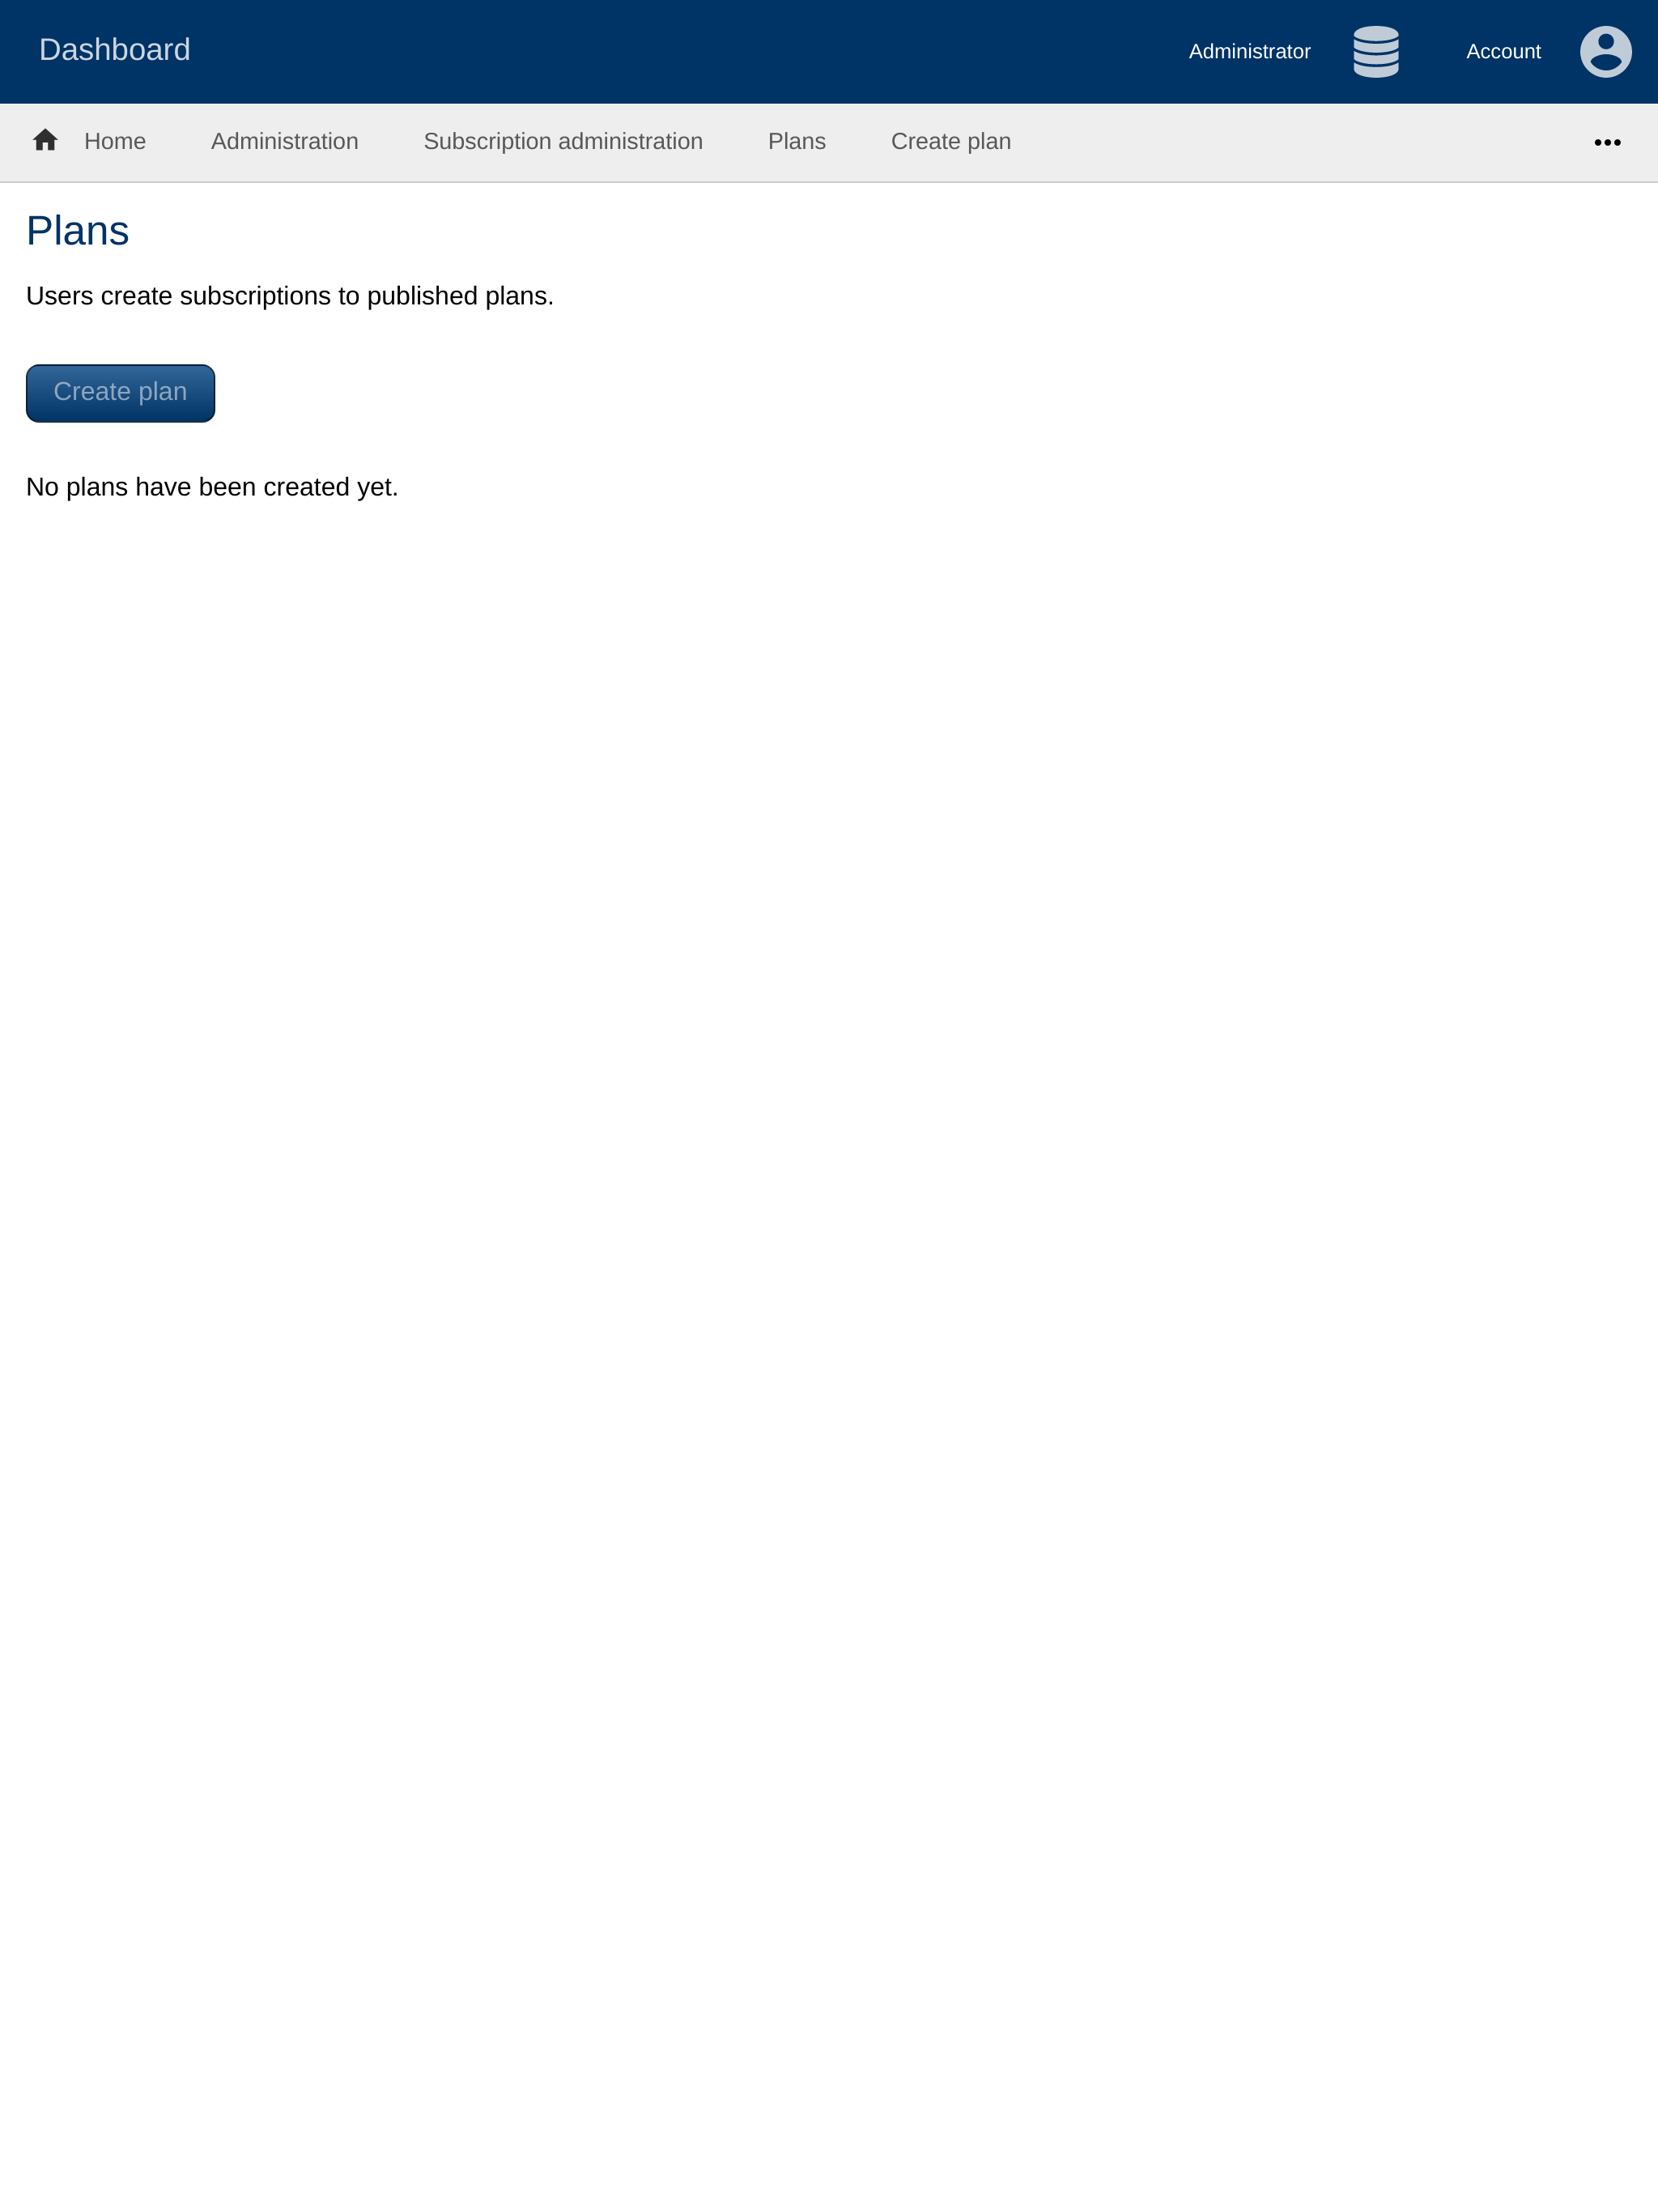 Dashboard
Administrator
Account
Home
Administration
Subscription administration
Plans
Create plan
Plans
Users create subscriptions to published plans.
Create plan
No plans have been created yet.